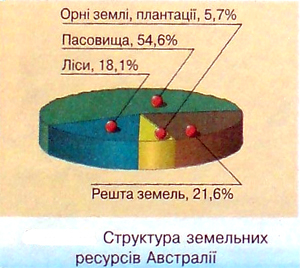 Орні землі, плантації, 5,7%
Пасовища, 54,6%
Ліси, 18,1%
Решта земель, 21,6%
Структура земельних
ресурсів Австралії